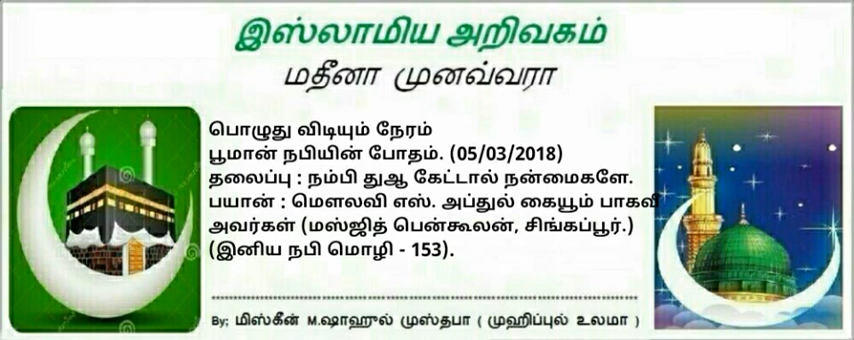 இஸ்லாமிய அறிவகம்
மதீனா முனவ்வரா
பொழுது விடியும் நேரம்
பூமான் நபியின் போதம். (05/03/2018)
தலைப்பு : நம்பி துஆ கேட்டால் நன்மைகளே.
பயான் : மௌலவி எஸ். அப்துல் கையூம் பாகவீ
அவர்கள் (மஸ்ஜித் பென்கூலன், சிங்கப்பூர்.)
(இனிய நபி மொழி - 153).
By; மிஸ்கீன் M.ஷாஹுல் முஸ்தபா ( முஹிப்புல் உலமா )